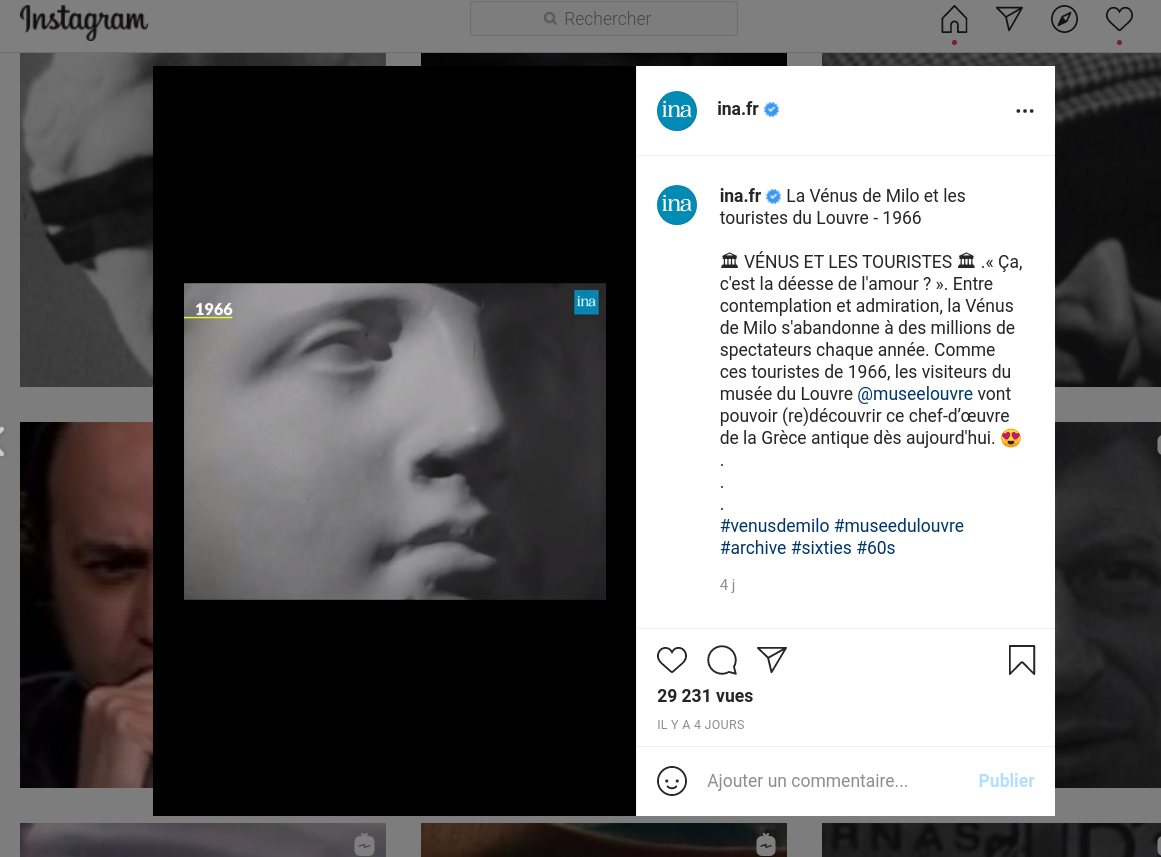 Instagram
Rechercher
ina
ina.fr
ina
ina.fr La Vénus de Milo et les
touristes du Louvre - 1966
🏛 VÉNUS ET LES TOURISTES 🏛 .« Ça,
c'est la déesse de l'amour ? ». Entre
contemplation et admiration, la Vénus
de Milo s'abandonne à des millions de
spectateurs chaque année. Comme
ces touristes de 1966, les visiteurs du
musée du Louvre @museelouvre vont
pouvoir (re)découvrir ce chef-d’œuvre
de la Grèce antique dès aujourd'hui. 😍
.
.
.
#venusdemilo #museedulouvre
#archive #sixties #60s
4 j
1966
ina
29 231 vues
IL Y A 4 JOURS
Ajouter un commentaire...
Publier
RNAS